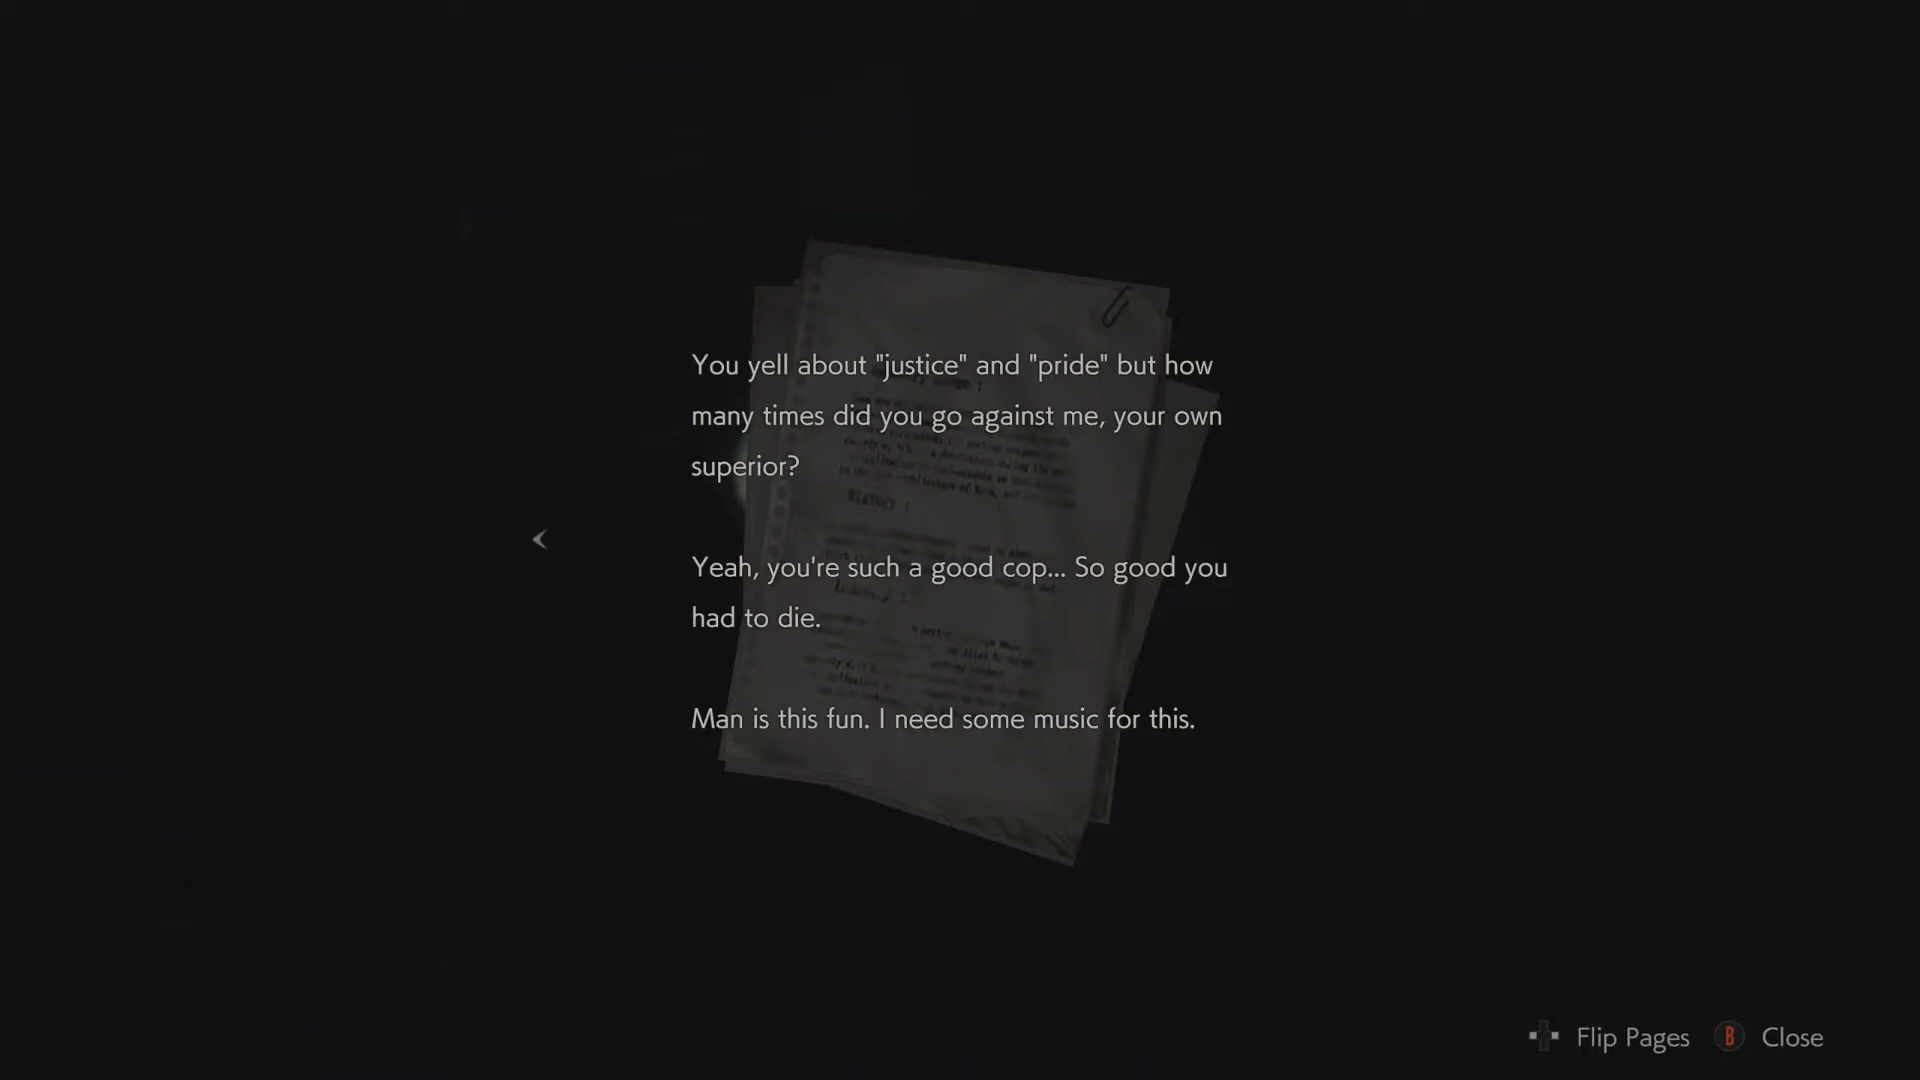 You yell about "justice" and "pride" but how
many times did you go against me, your own
superior?
Yeah, you're such a good cop... So good you
had to die.
Man is this fun. I need some music for this.
Flip Pages B Close